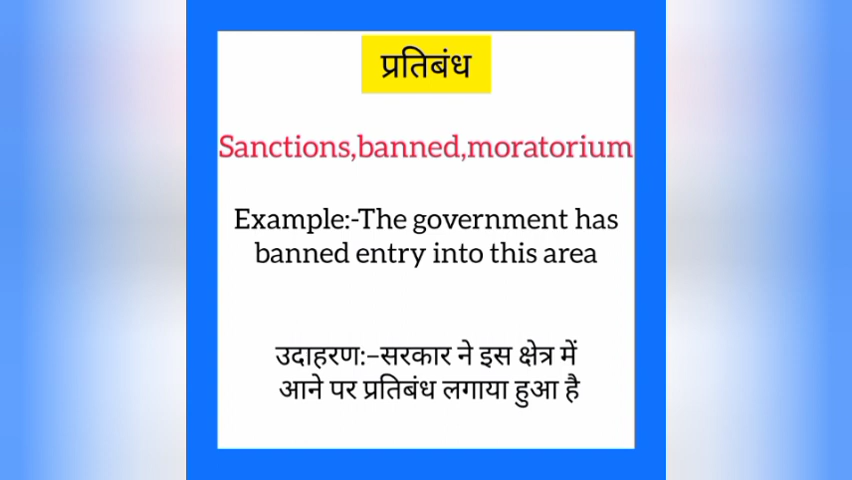 प्रतिबंध
Sanctions,banned,moratorium
Example:-The government has
banned entry into this area
उदाहरण:–सरकार ने इस क्षेत्र में
आने पर प्रतिबंध लगाया हुआ है